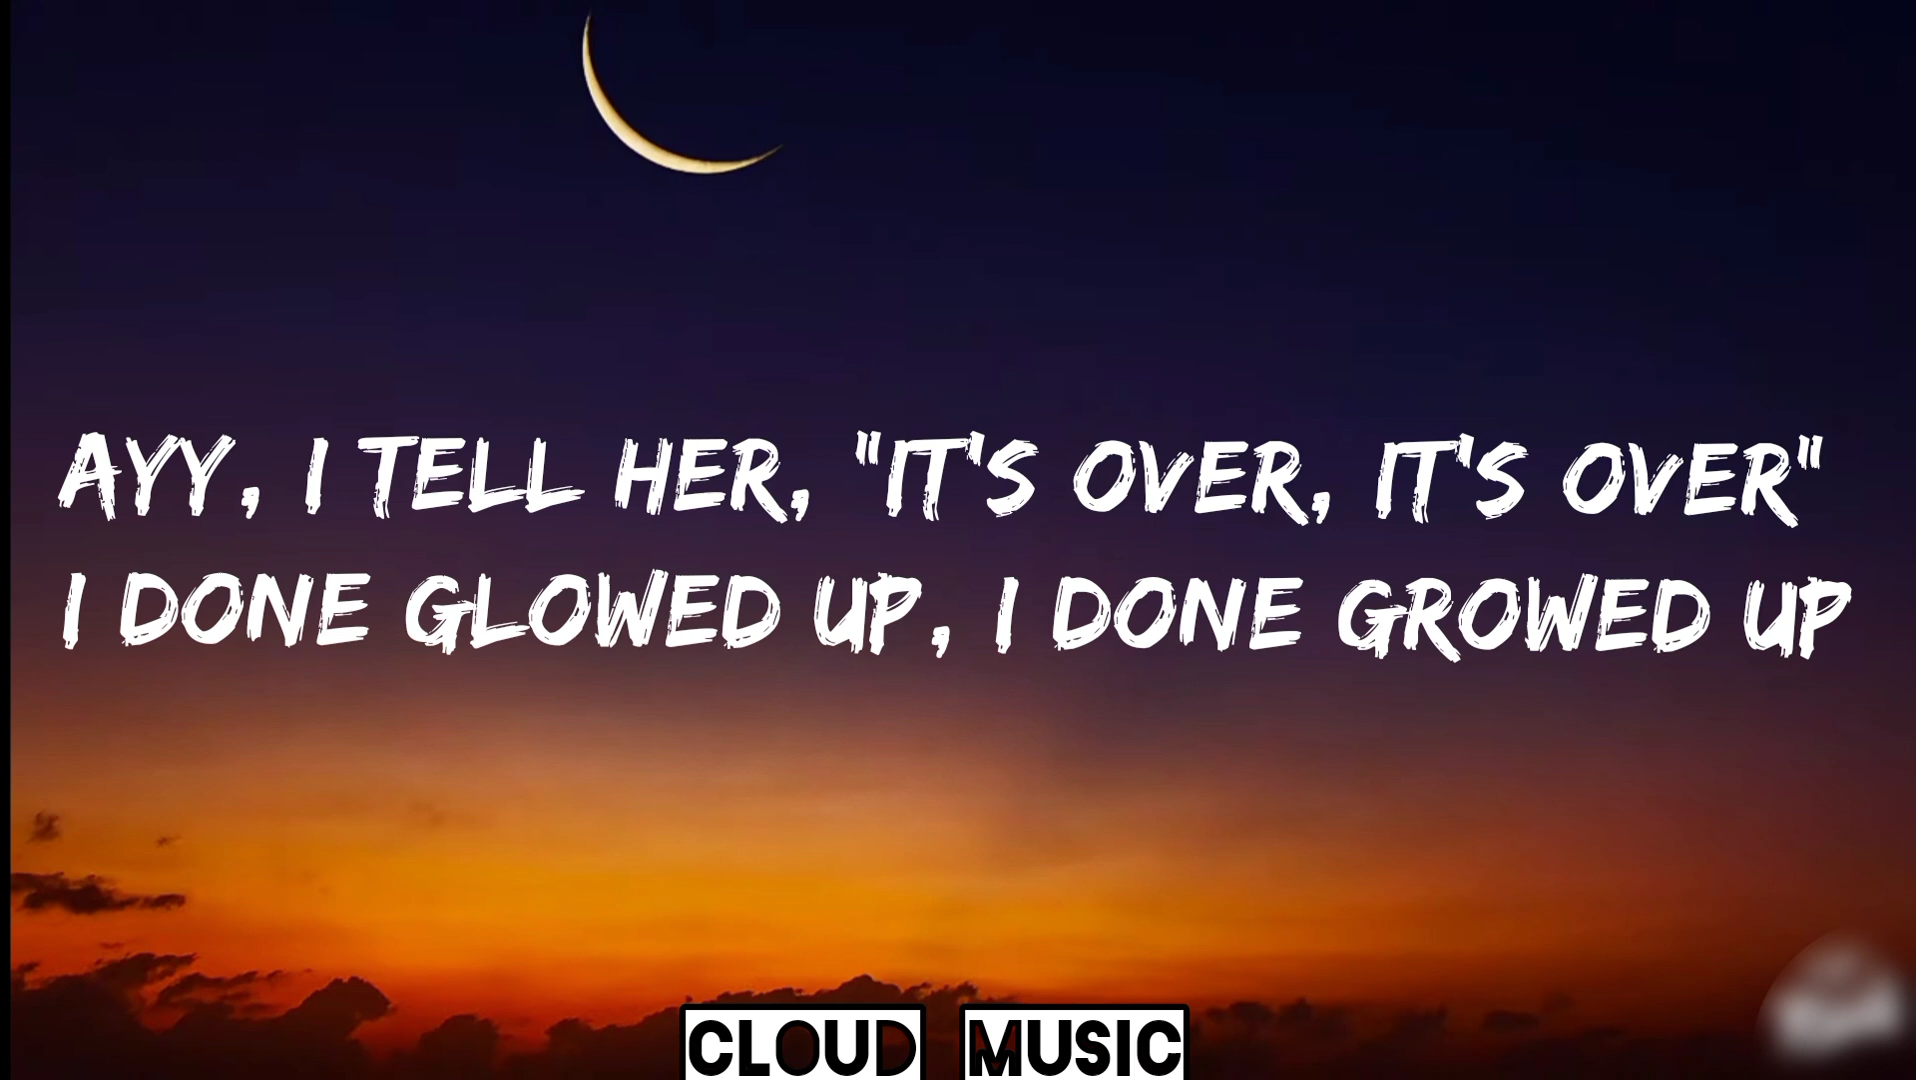 AYY, I TELL HER, "IT'S OVER, IT'S OVER"
I DONE GLOWED UP, I DONE GROWED UP
CLOUD MUSIC